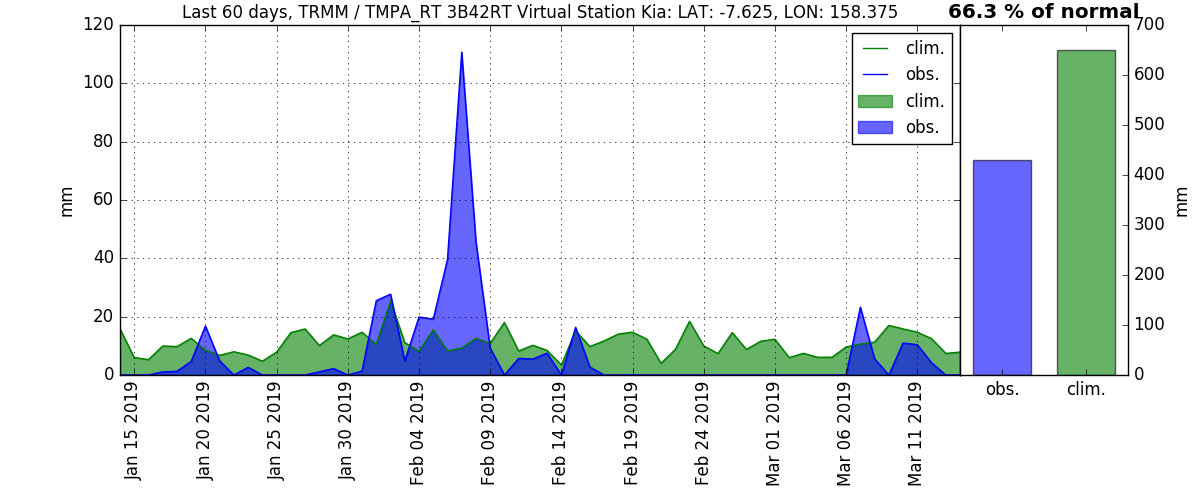 Last 60 days, TRMM / TMPA_RT 3B42RT Virtual Station Kia: LAT: -7.625, LON: 158.375
66.3 % of normal
120
100
80
60
40
20
0
mm
clim.
obs.
clim.
obs.
700
600
500
400
300
200
100
0
mm
Jan 15 2019
Jan 20 2019
Jan 25 2019
Jan 30 2019
Feb 04 2019
Feb 09 2019
Feb 14 2019
Feb 19 2019
Feb 24 2019
Mar 01 2019
Mar 06 2019
Mar 11 2019
obs.
clim.